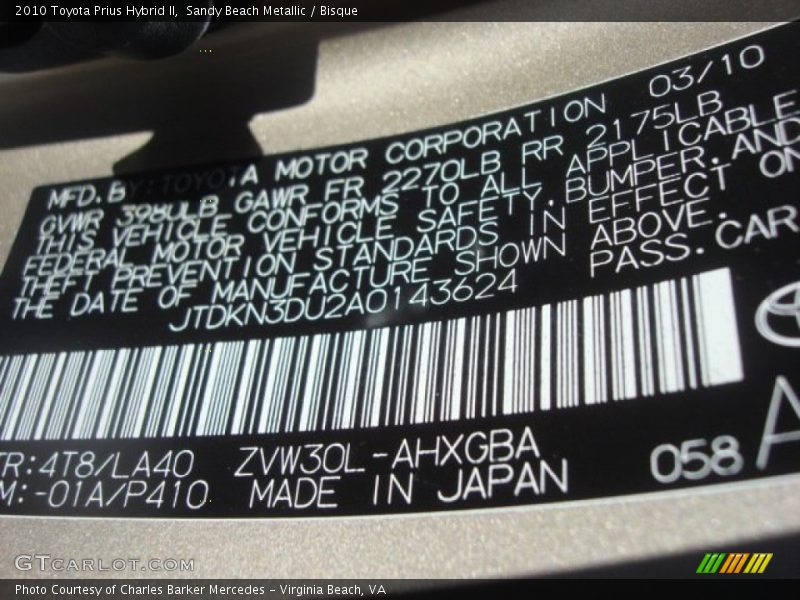 2010 Toyota Prius Hybrid II, Sandy Beach Metallic / Bisque
MFD.BY:TOYOTA MOTOR CORPORATION 03/10
GVWR 3980LB GAWR FR 2270LB RR 2175LB
THIS VEHICLE CONFORMS TO ALL APPLICABLE
FEDERAL MOTOR VEHICLE SAFETY,BUMPER,AND
THEFT PREVENTION STANDARDS IN EFFECT ON
THE DATE OF MANUFACTURE SHOWN ABOVE.
JTDKN3DU2A0143624 PASS.CAR
TR:4T8/LA40 ZVW30L-AHXGBA
M:-01A/P410 MADE IN JAPAN 058 A
GTCARLOT.COM
Photo Courtesy of Charles Barker Mercedes - Virginia Beach, VA